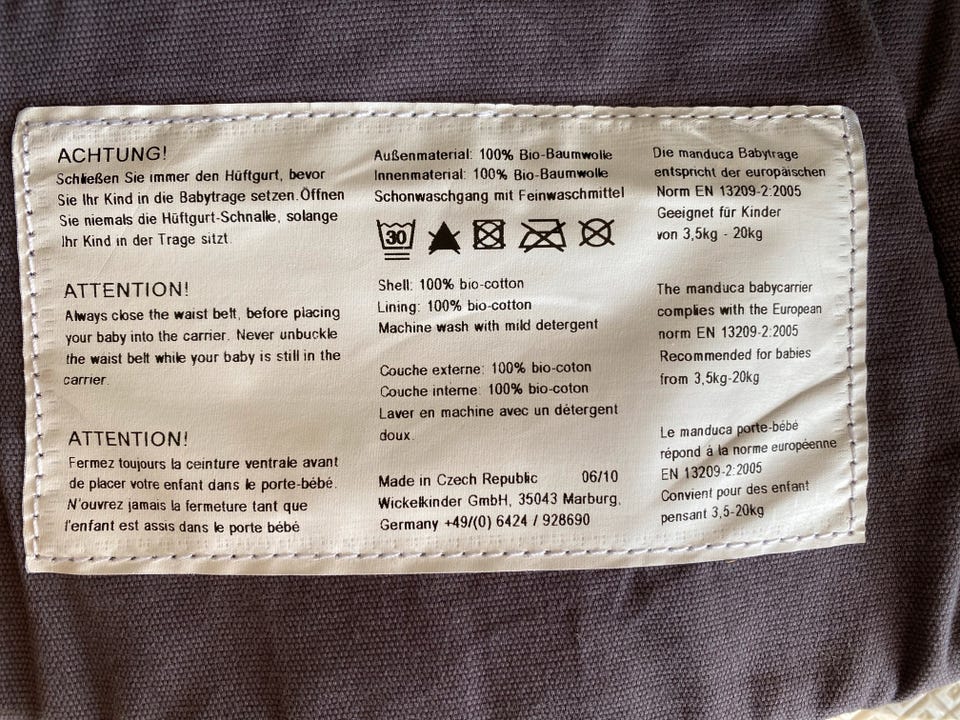 ACHTUNG!
Schließen Sie immer den Hüftgurt, bevor
Sie Ihr Kind in die Babytrage setzen.Öffnen
Sie niemals die Hüftgurt-Schnalle, solange
Ihr Kind in der Trage sitzt.
ATTENTION!
Always close the waist belt, before placing
your baby into the carrier. Never unbuckle
the waist belt while your baby is still in the
carrier.
ATTENTION!
Fermez toujours la ceinture ventrale avant
de placer votre enfant dans le porte-bébé.
N'ouvrez jamais la fermeture tant que
l'enfant est assis dans le porte bébé
Außenmaterial: 100% Bio-Baumwolle
Innenmaterial: 100% Bio-Baumwolle
Schonwaschgang mit Feinwaschmittel
30
Shell: 100% bio-cotton
Lining: 100% bio-cotton
Machine wash with mild detergent
Couche externe: 100% bio-coton
Couche interne: 100% bio-coton
Laver en machine avec un détergent
doux.
Made in Czech Republic 06/10
Wickelkinder GmbH, 35043 Marburg,
Germany +49/(0) 6424 / 928690
Die manduca Babytrage
entspricht der europäischen
Norm EN 13209-2:2005
Geeignet für Kinder
von 3,5kg - 20kg
The manduca babycarrier
complies with the European
norm EN 13209-2:2005
Recommended for babies
from 3,5kg-20kg
Le manduca porte-bébé
répond á la norme européenne
EN 13209-2:2005
Convient pour des enfant
pensant 3,5-20kg